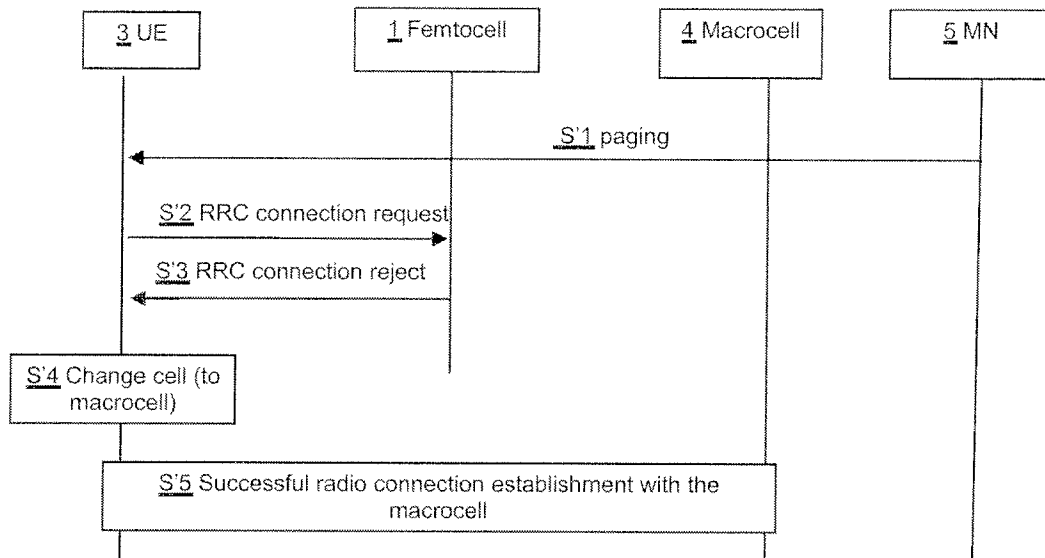 3 UE
1 Femtocell
4 Macrocell
5 MN
S'1 paging
S'2 RRC connection request
S'3 RRC connection reject
S'4 Change cell (to
macrocell)
S'5 Successful radio connection establishment with the
macrocell